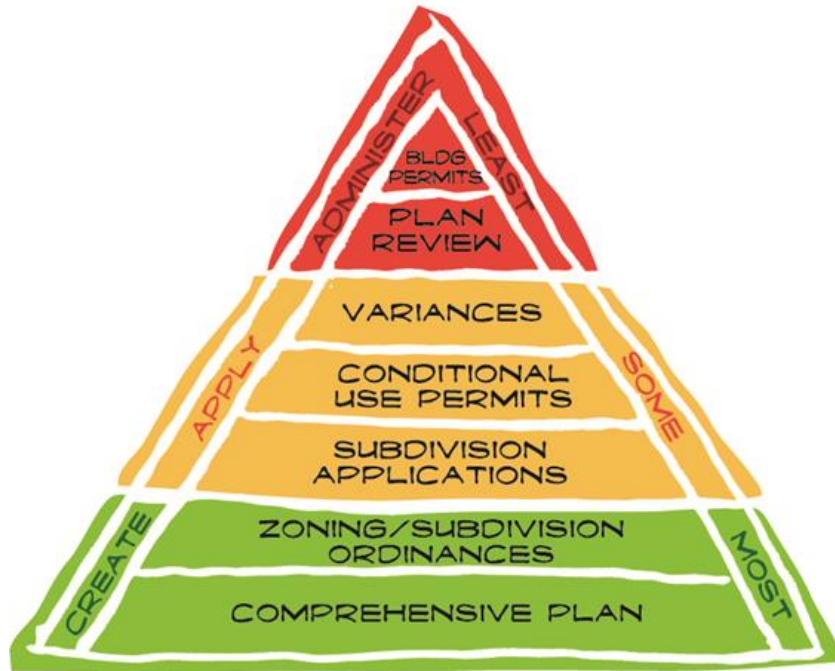 ADMINISTER
LEAST
BLDG
PERMITS
PLAN
REVIEW
APPLY
SOME
VARIANCES
CONDITIONAL
USE PERMITS
SUBDIVISION
APPLICATIONS
CREATE
MOST
ZONING/SUBDIVISION
ORDINANCES
COMPREHENSIVE PLAN